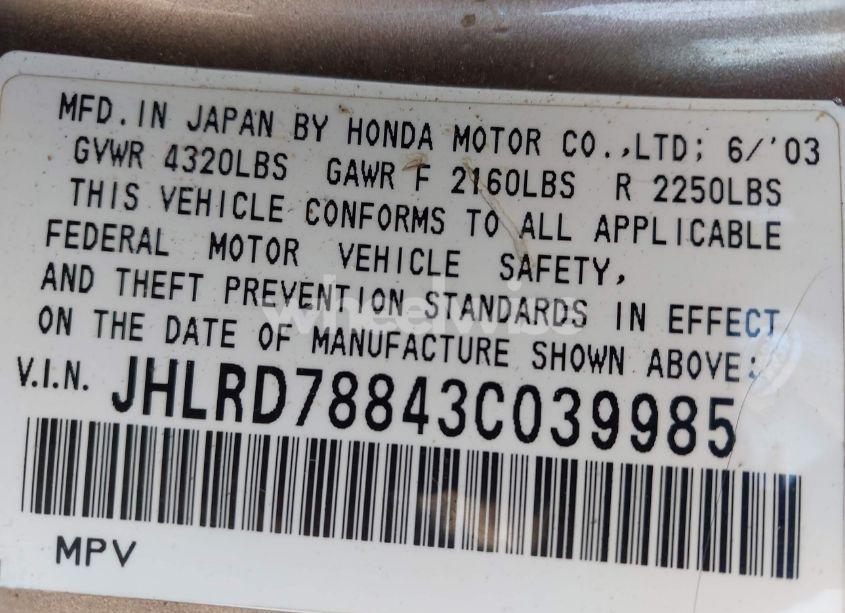 MFD. IN JAPAN BY HONDA MOTOR CO.,LTD; 6/'03
GVWR 4320LBS GAWR F 2160LBS R 2250LBS
THIS VEHICLE CONFORMS TO ALL APPLICABLE
FEDERAL MOTOR VEHICLE SAFETY,
AND THEFT PREVENTION STANDARDS IN EFFECT
ON THE DATE OF MANUFACTURE SHOWN ABOVE:
V.I.N. JHLRD78843C039985
MPV